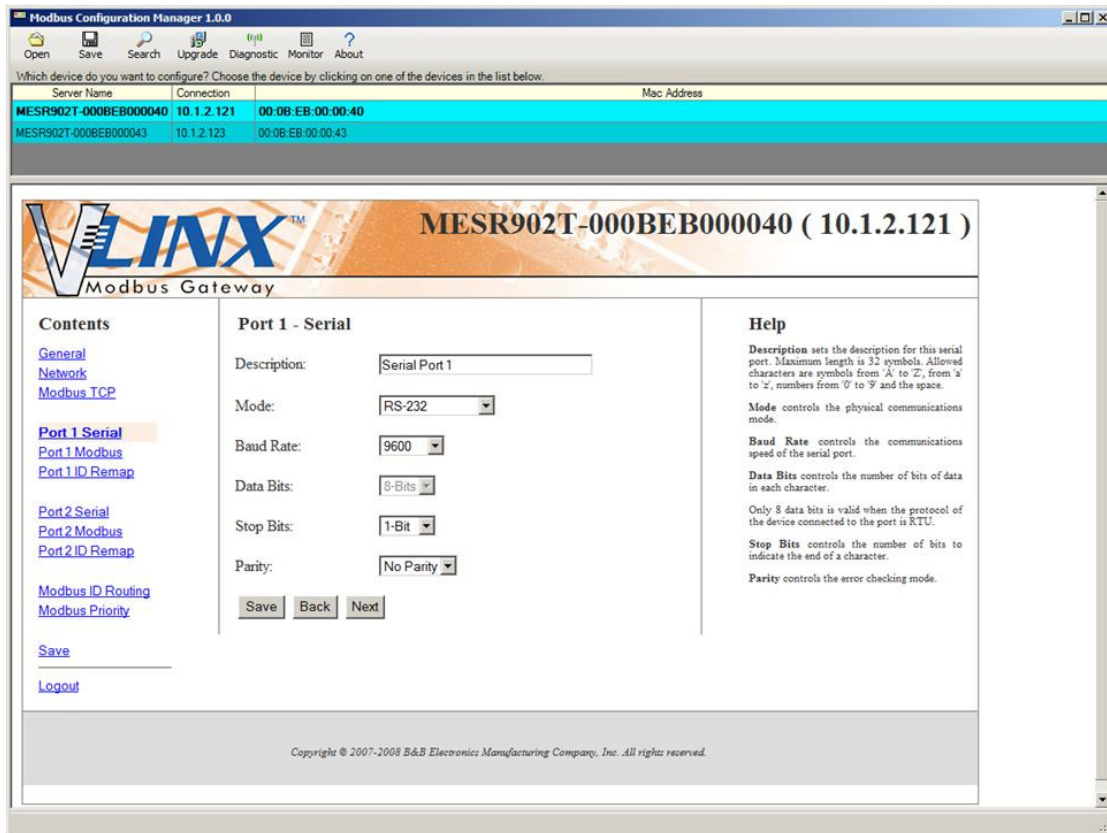 Modbus Configuration Manager 1.0.0
Open Save Search Upgrade Diagnostic Monitor About
Which device do you want to configure? Choose the device by clicking on one of the devices in the list below.
Server Name Connection Mac Address
MESR902T-000BEB000040 10.1.2.121 00:0B:EB:00:00:40
MESR902T-000BEB000043 10.1.2.123 00:0B:EB:00:00:43
VLINX™
Modbus Gateway
MESR902T-000BEB000040 ( 10.1.2.121 )
Contents
General
Network
Modbus TCP
Port 1 Serial
Port 1 Modbus
Port 1 ID Remap
Port 2 Serial
Port 2 Modbus
Port 2 ID Remap
Modbus ID Routing
Modbus Priority
Save
Logout
Port 1 - Serial
Description: Serial Port 1
Mode: RS-232
Baud Rate: 9600
Data Bits: 8-Bits
Stop Bits: 1-Bit
Parity: No Parity
Save Back Next
Help
Description sets the description for this serial
port. Maximum length is 32 symbols. Allowed
characters are symbols from 'A' to 'Z', from 'a'
to 'z', numbers from '0' to '9' and the space.
Mode controls the physical communications
mode.
Baud Rate controls the communications
speed of the serial port.
Data Bits controls the number of bits of data
in each character.
Only 8 data bits is valid when the protocol of
the device connected to the port is RTU.
Stop Bits controls the number of bits to
indicate the end of a character.
Parity controls the error checking mode.
Copyright © 2007-2008 B&B Electronics Manufacturing Company, Inc. All rights reserved.